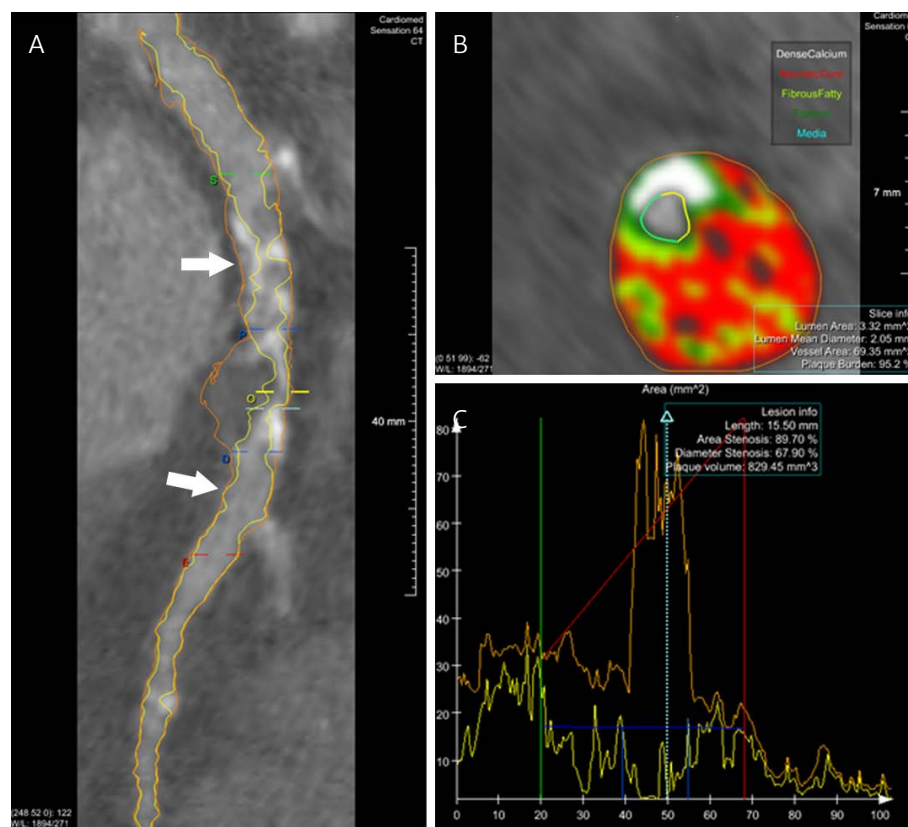 A
Cardiomed
Sensation 64
CT
S
P
O
D
E
40 mm
(248 52 0): 122
W/L: 1894/271
B
Cardiome
Sensation
CT
DenseCalcium
NecroticCore
FibrousFatty
Fibrous
Media
7 mm
Slice info
Lumen Area: 3.32 mm^
Lumen Mean Diameter: 2.05 mm
Vessel Area: 69.35 mm^
Plaque Burden: 95.2 %
(0 51 99): -62
W/L: 1894/271
C
Area (mm^2)
Lesion info
Length: 15.50 mm
Area Stenosis: 89.70 %
Diameter Stenosis: 67.90 %
Plaque volume: 829.45 mm^3
80
70
60
50
40
30
20
10
0 10 20 30 40 50 60 70 80 90 100